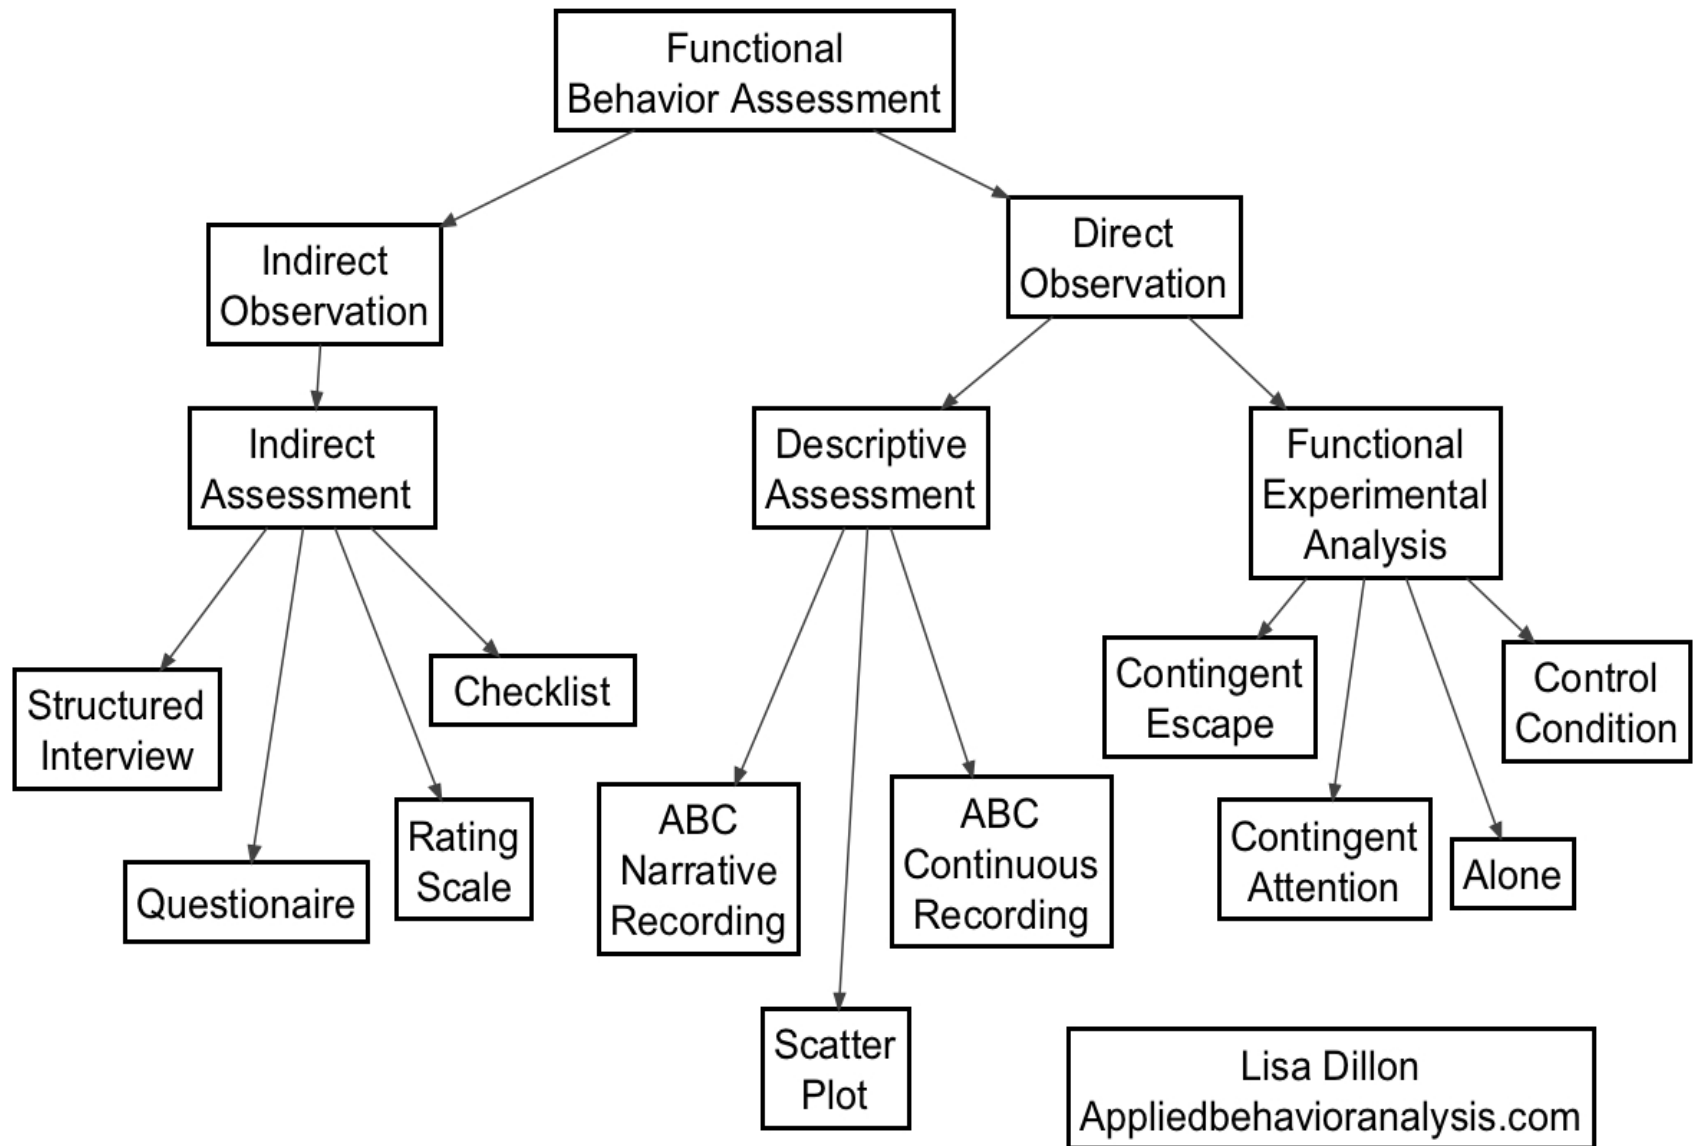 Functional
Behavior Assessment
Indirect
Observation
Direct
Observation
Indirect
Assessment
Descriptive
Assessment
Functional
Experimental
Analysis
Structured
Interview
Questionaire
Rating
Scale
Checklist
ABC
Narrative
Recording
Scatter
Plot
ABC
Continuous
Recording
Contingent
Escape
Contingent
Attention
Alone
Control
Condition
Lisa Dillon
Appliedbehavioranalysis.com